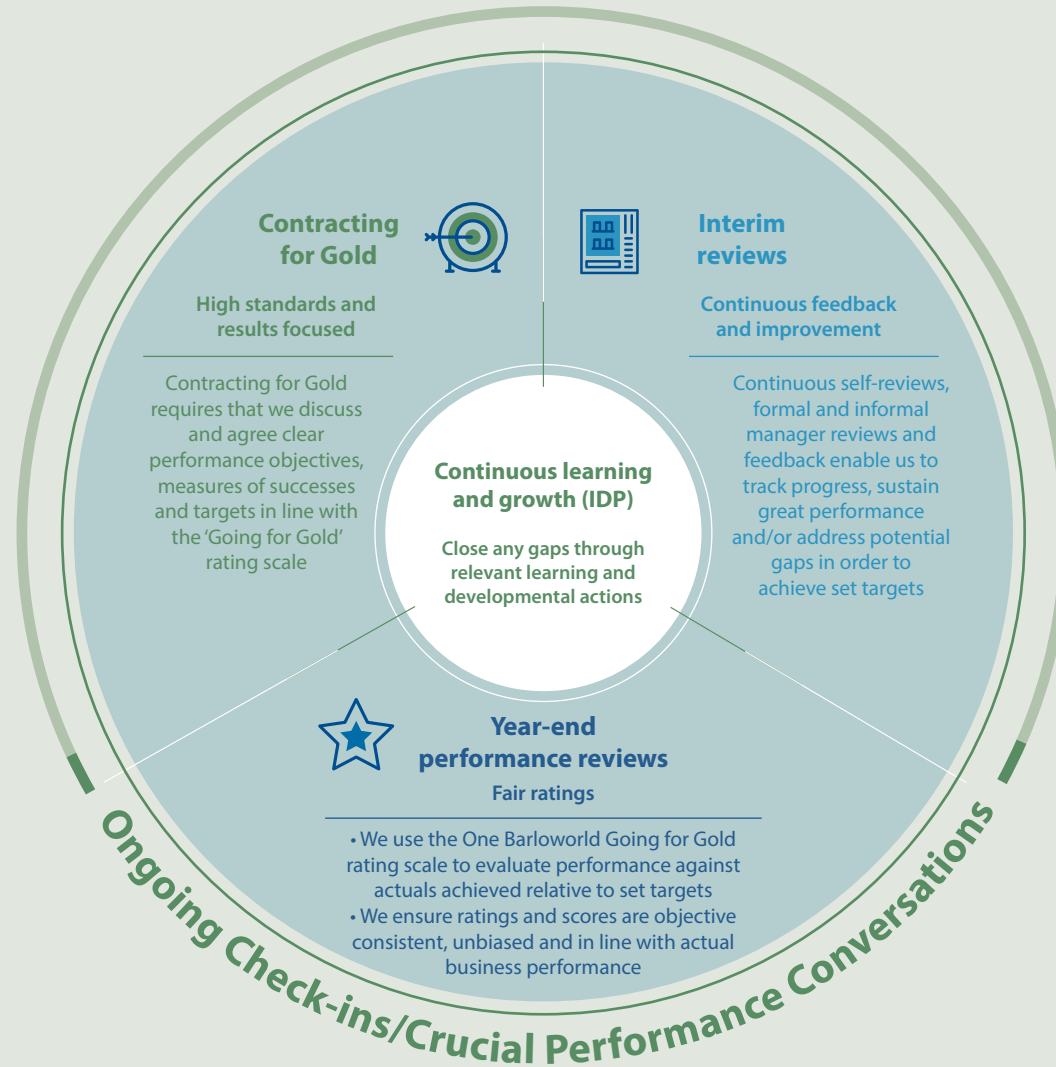 Contracting
for Gold
High standards and
results focused
Contracting for Gold
requires that we discuss
and agree clear
performance objectives,
measures of successes
and targets in line with
the ‘Going for Gold’
rating scale
Interim
reviews
Continuous feedback
and improvement
Continuous self-reviews,
formal and informal
manager reviews and
feedback enable us to
track progress, sustain
great performance
and/or address potential
gaps in order to
achieve set targets
Continuous learning
and growth (IDP)
Close any gaps through
relevant learning and
developmental actions
Year-end
performance reviews
Fair ratings
• We use the One Barloworld Going for Gold
rating scale to evaluate performance against
actuals achieved relative to set targets
• We ensure ratings and scores are objective
consistent, unbiased and in line with actual
business performance
Ongoing Check-ins/Crucial Performance Conversations